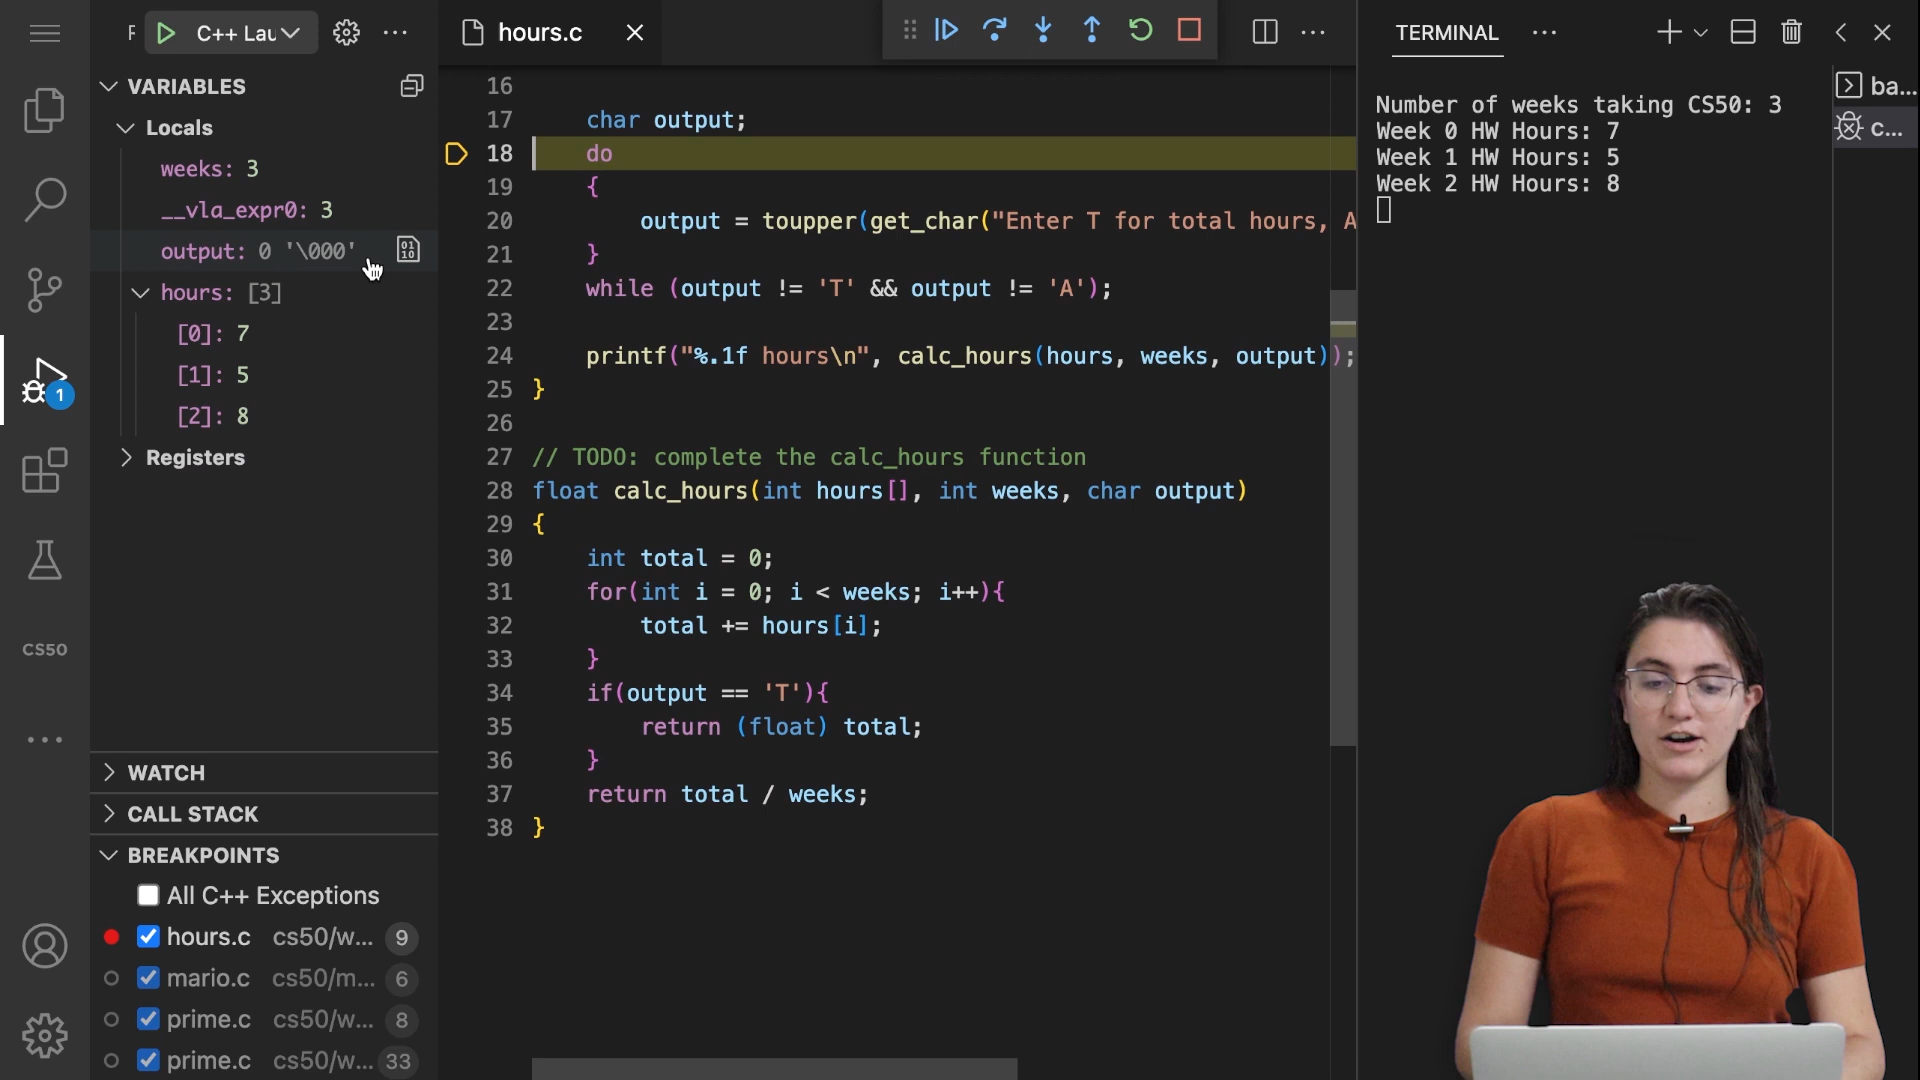 C++ Lau
hours.c
TERMINAL
VARIABLES
Locals
weeks: 3
__vla_expr0: 3
output: 0 '\000'
hours: [3]
[0]: 7
[1]: 5
[2]: 8
Registers
WATCH
CALL STACK
BREAKPOINTS
All C++ Exceptions
hours.c cs50/w... 9
mario.c cs50/m... 6
prime.c cs50/w... 8
prime.c cs50/w... 33
1
CS50
16
17 char output;
18 do
19 {
20 output = toupper(get_char("Enter T for total hours, A
21 }
22 while (output != 'T' && output != 'A');
23
24 printf("%.1f hours\n", calc_hours(hours, weeks, output));
25 }
26
27 // TODO: complete the calc_hours function
28 float calc_hours(int hours[], int weeks, char output)
29 {
30 int total = 0;
31 for(int i = 0; i < weeks; i++){
32 total += hours[i];
33 }
34 if(output == 'T'){
35 return (float) total;
36 }
37 return total / weeks;
38 }
Number of weeks taking CS50: 3
Week 0 HW Hours: 7
Week 1 HW Hours: 5
Week 2 HW Hours: 8
ba...
c...